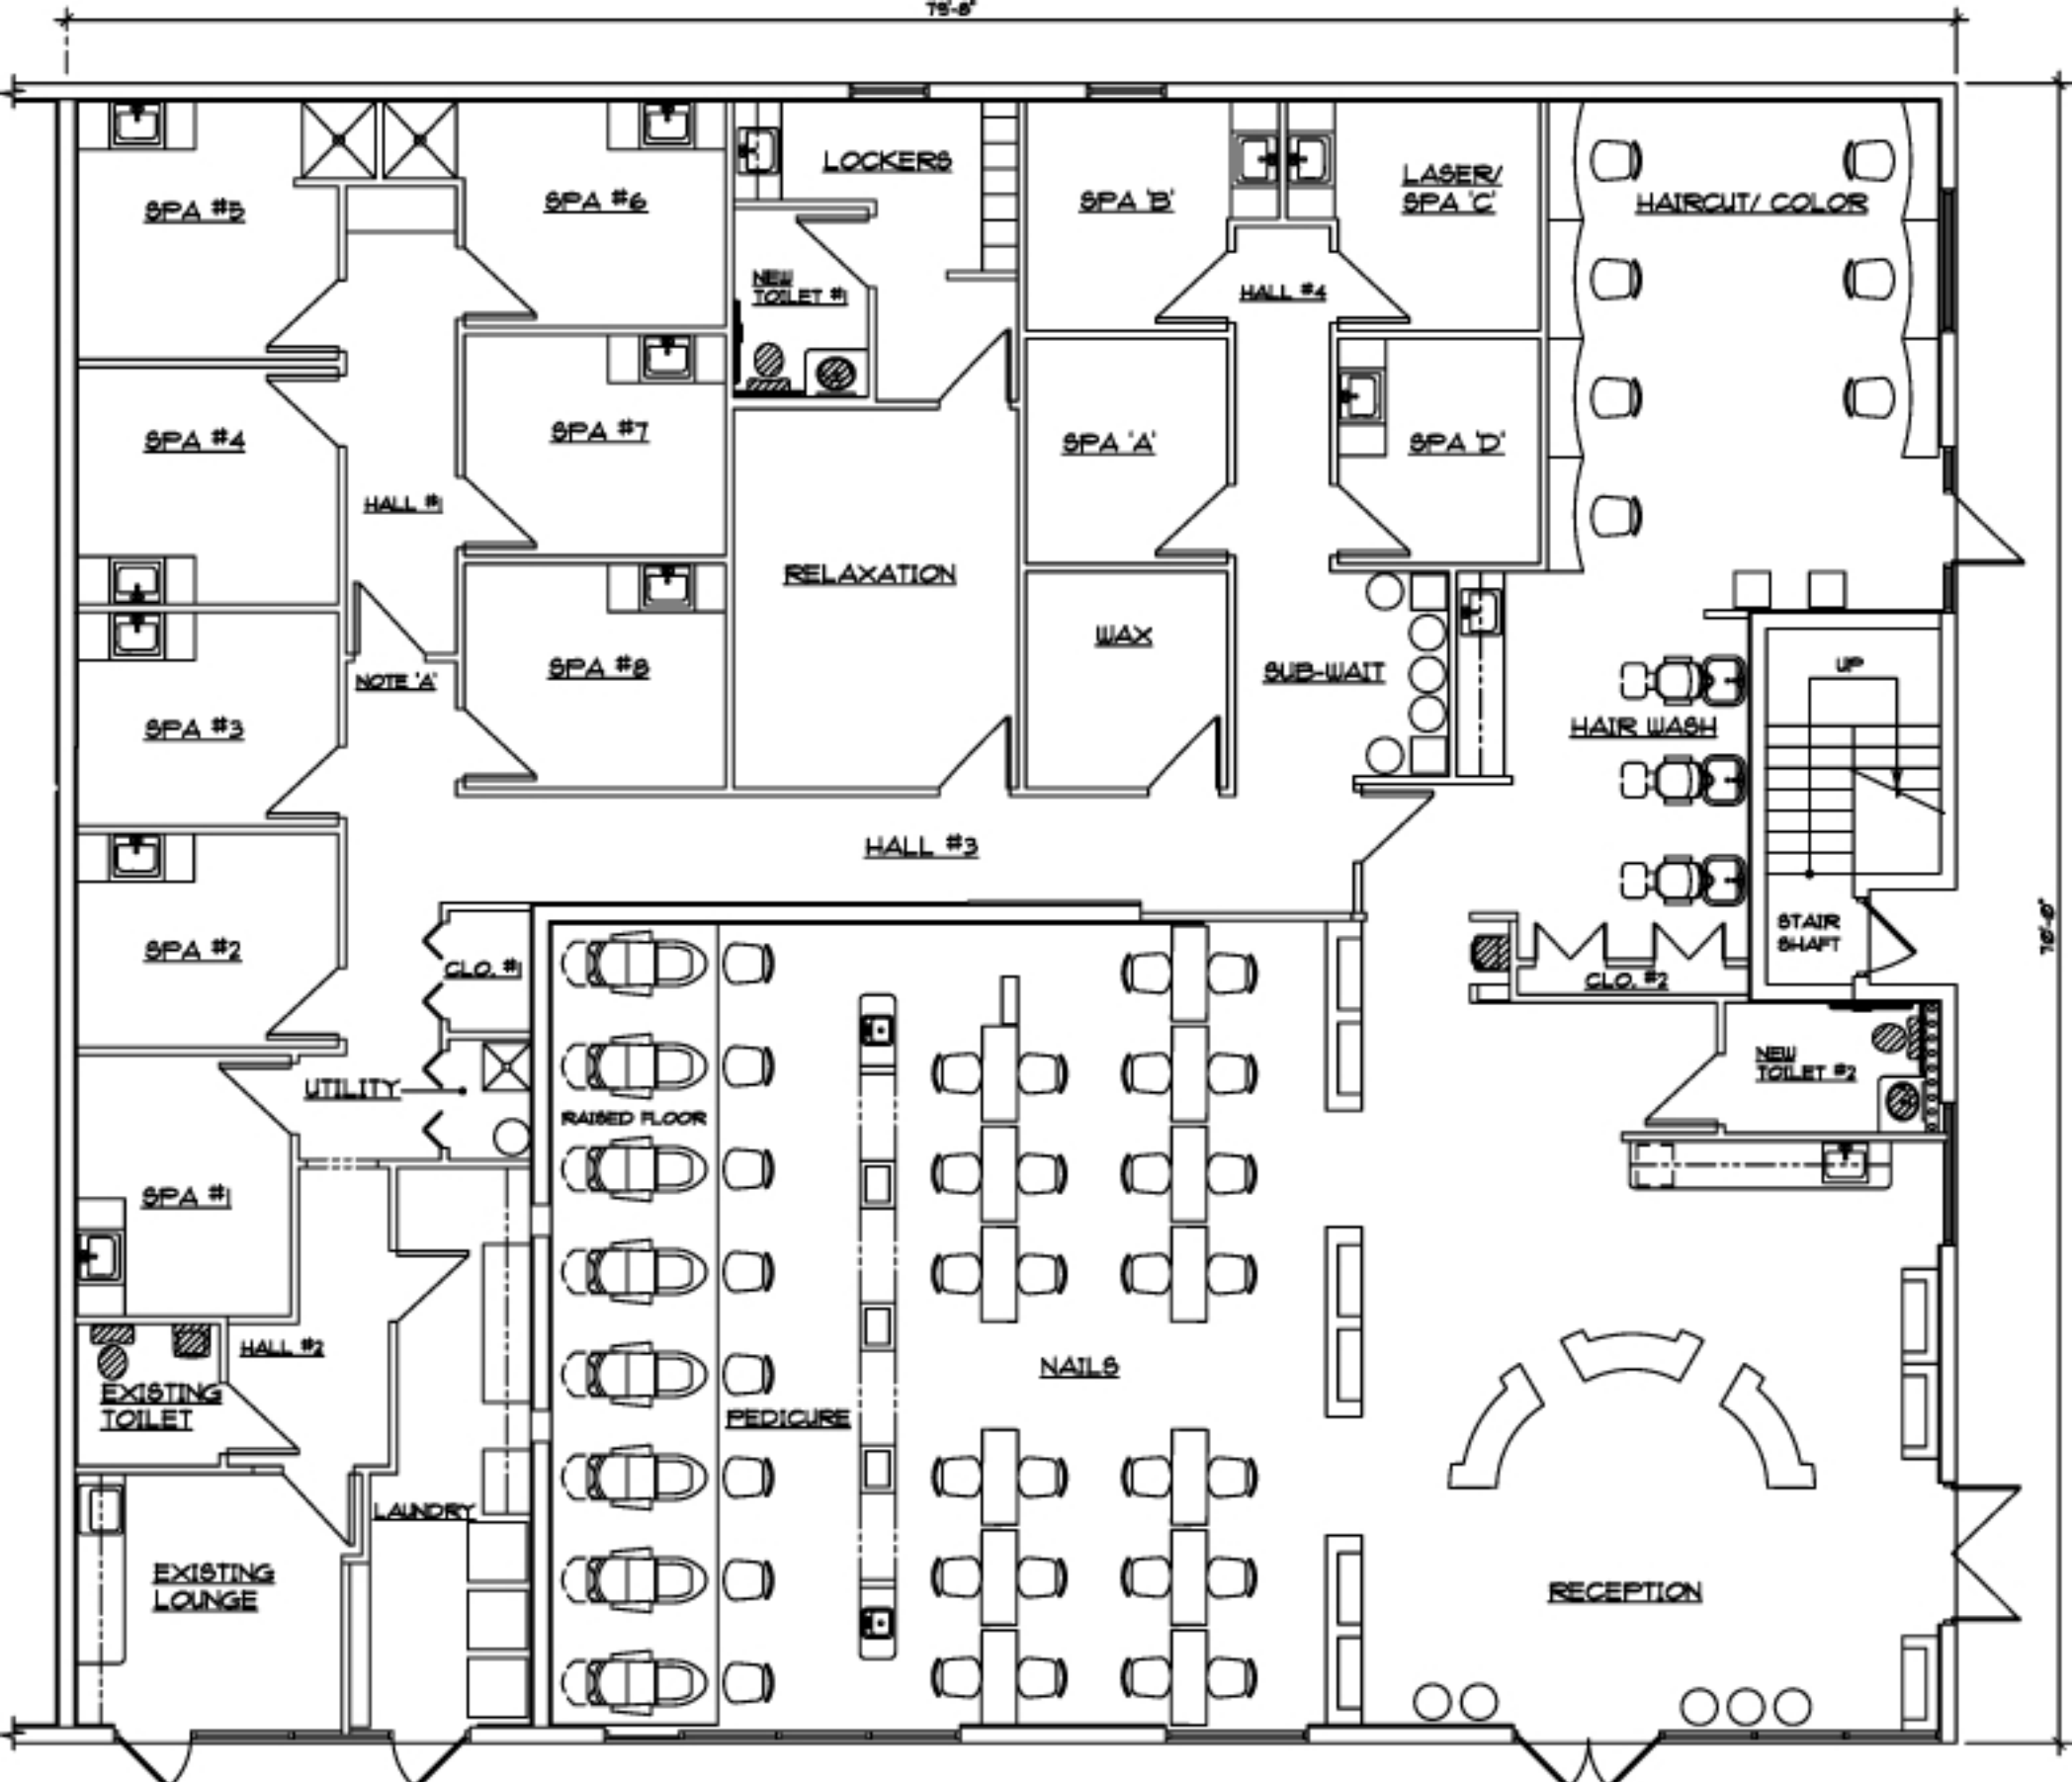 79'-8"
LOCKERS
LASER/
SPA 'C'
SPA #5
SPA #6
SPA 'B'
HAIRCUT/ COLOR
NEW
TOILET #1
HALL #4
SPA #4
SPA #7
SPA 'A'
SPA 'D'
HALL #1
RELAXATION
WAX
SPA #8
SUB-WAIT
UP
NOTE 'A'
SPA #3
HAIR WASH
HALL #3
SPA #2
CLO. #1
STAIR
SHAFT
CLO. #2
UTILITY
RAISED FLOOR
NEW
TOILET #2
SPA #1
HALL #2
EXISTING
TOILET
NAILS
PEDICURE
LAUNDRY
EXISTING
LOUNGE
RECEPTION